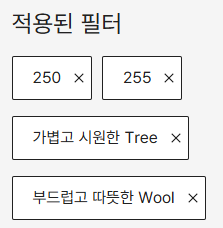 적용된 필터
250 × 255 ×
가볍고 시원한 Tree ×
부드럽고 따뜻한 Wool ×